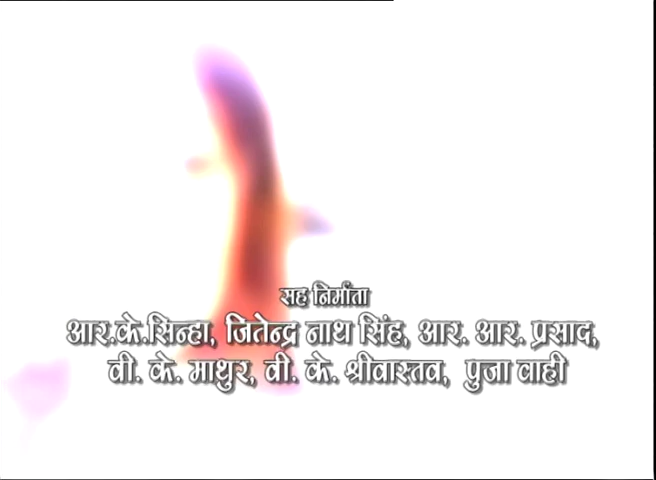 सह निर्माता
आर.के.सिन्हा, जितेन्द्र नाथ सिंह, आर. आर. प्रसाद,
वी. के. माथुर, वी. के. श्रीवास्तव, पुजा वाही